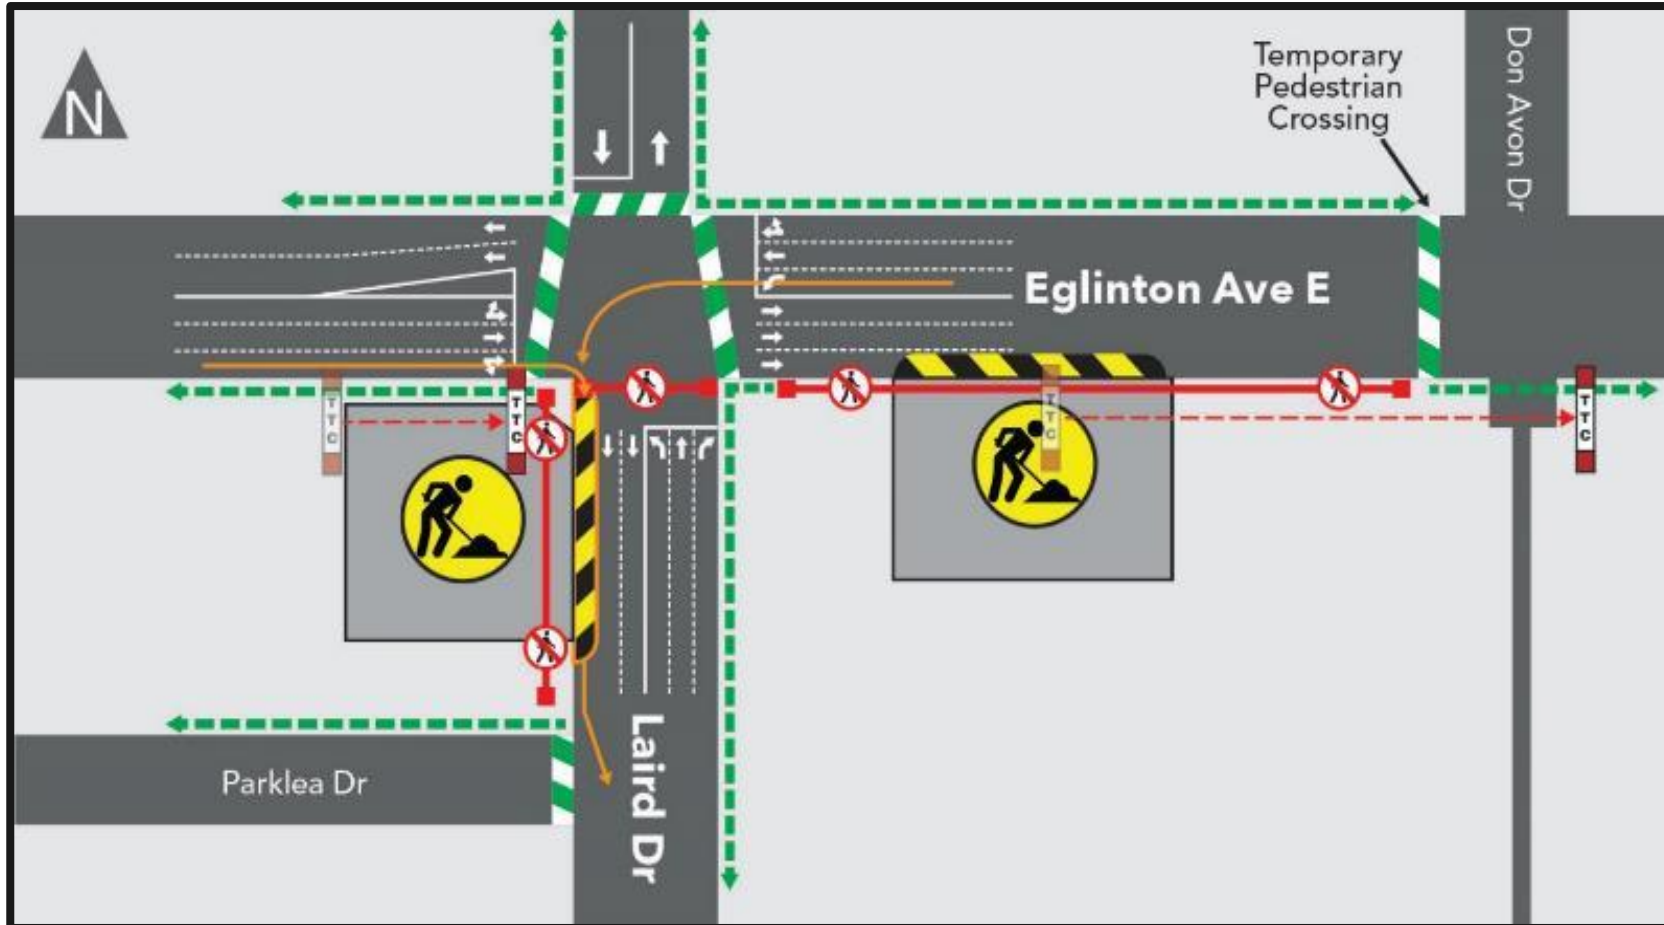 N
Temporary
Pedestrian
Crossing
Don Avon Dr
Eglinton Ave E
TTC
TTC
TTC
TTC
Laird Dr
Parklea Dr